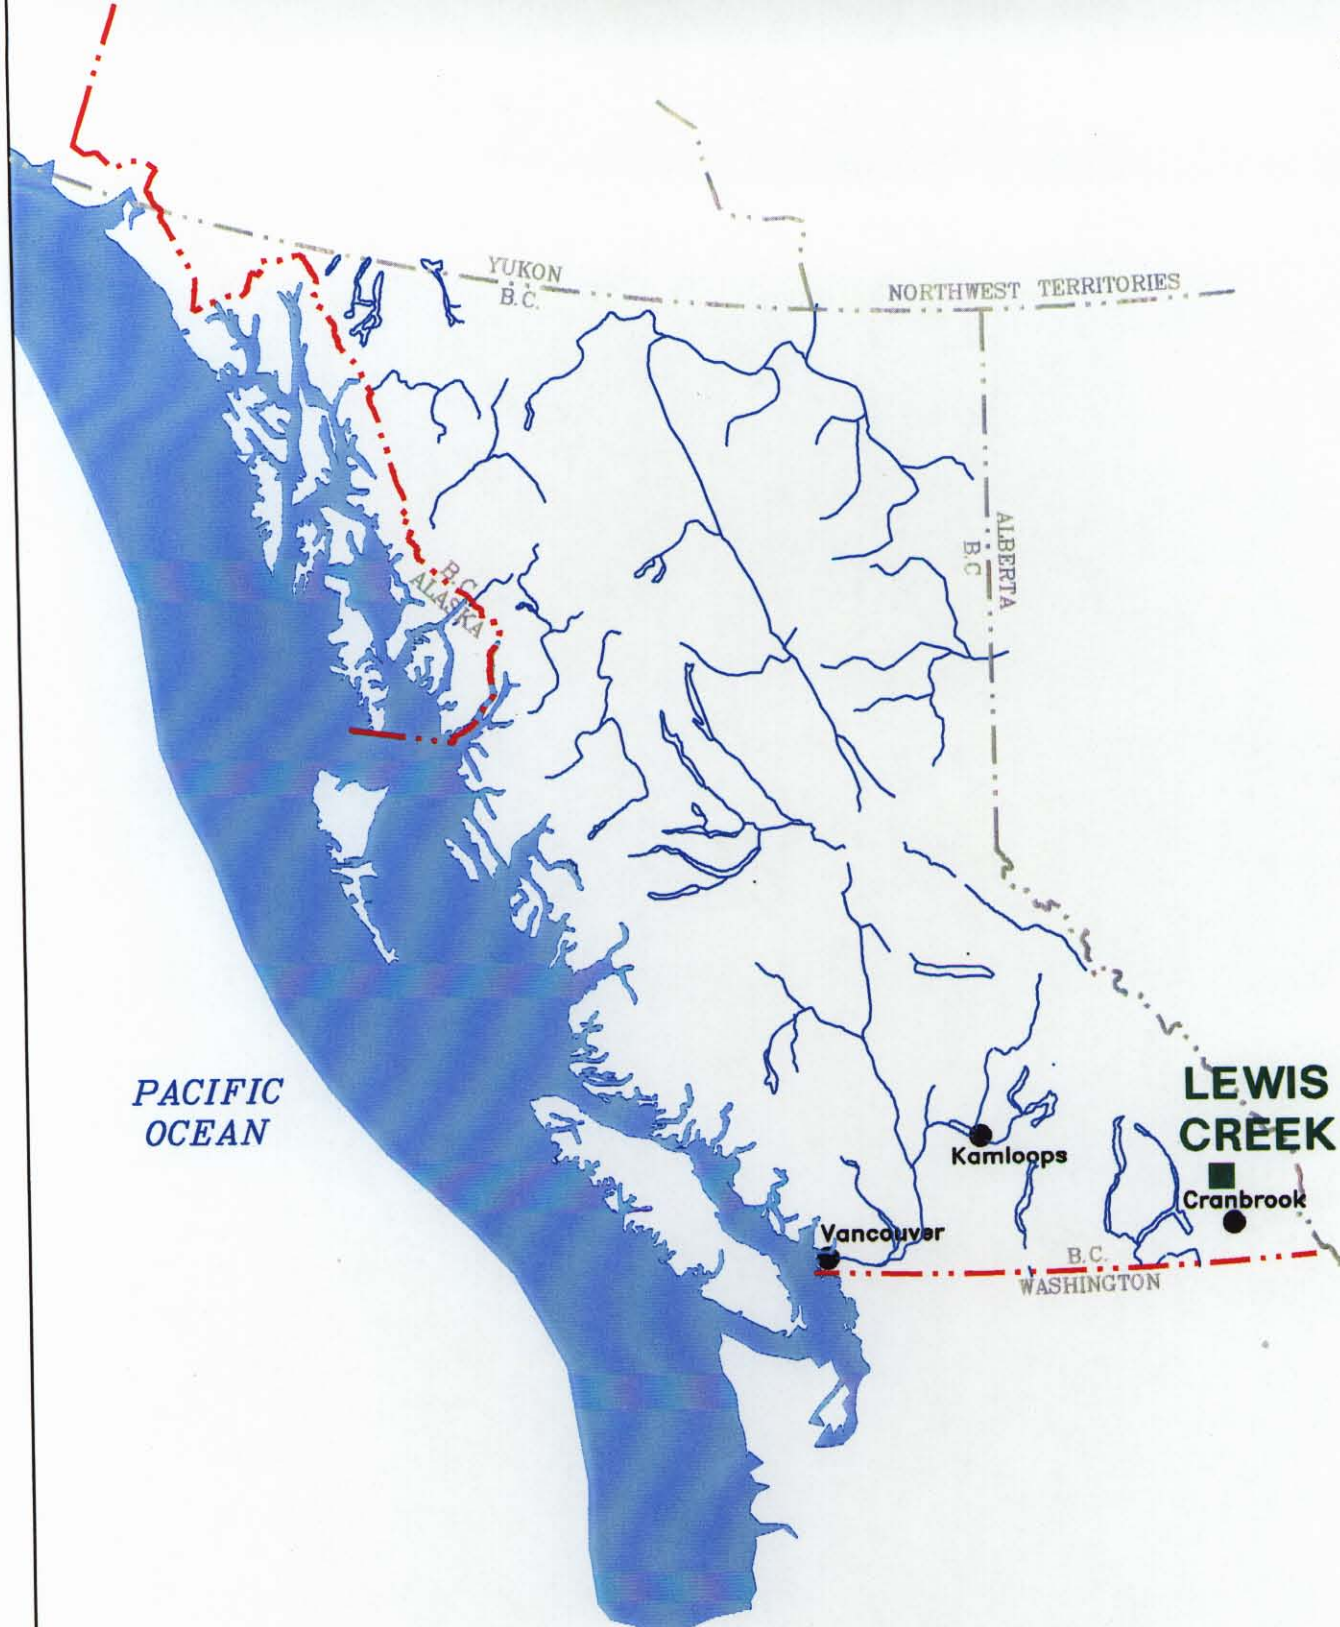 YUKON
B.C.
NORTHWEST TERRITORIES
ALBERTA
B.C
B.C.
ALASKA
PACIFIC
OCEAN
LEWIS
CREEK
Kamloops
Cranbrook
Vancouver
B.C.
WASHINGTON